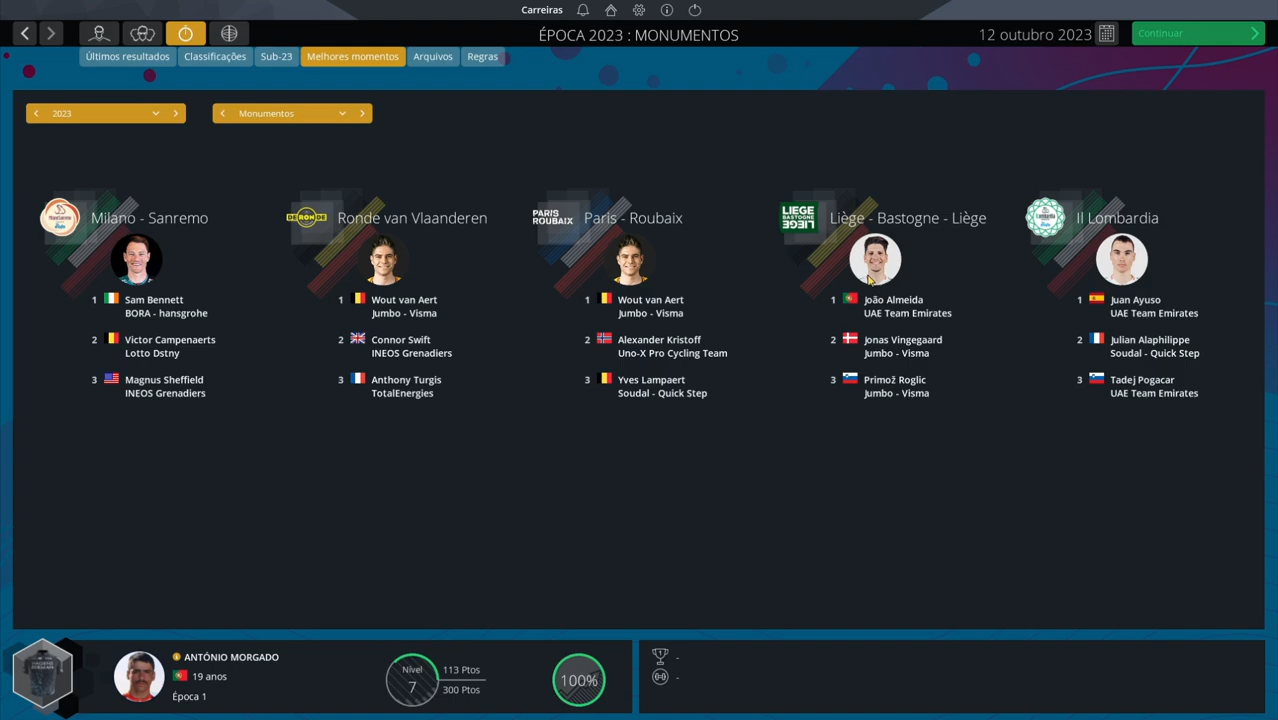 Carreiras
ÉPOCA 2023 : MONUMENTOS
12 outubro 2023
Continuar
Últimos resultados
Classificações
Sub-23
Melhores momentos
Arquivos
Regras
2023
Monumentos
Milano - Sanremo
1 Sam Bennett
BORA - hansgrohe
2 Victor Campenaerts
Lotto Dstny
3 Magnus Sheffield
INEOS Grenadiers
DE RONDE
Ronde van Vlaanderen
1 Wout van Aert
Jumbo - Visma
2 Connor Swift
INEOS Grenadiers
3 Anthony Turgis
TotalEnergies
PARIS
ROUBAIX
Paris - Roubaix
1 Wout van Aert
Jumbo - Visma
2 Alexander Kristoff
Uno-X Pro Cycling Team
3 Yves Lampaert
Soudal - Quick Step
LIEGE
BASTOGNE
LIEGE
Liège - Bastogne - Liège
1 João Almeida
UAE Team Emirates
2 Jonas Vingegaard
Jumbo - Visma
3 Primož Roglic
Jumbo - Visma
Il Lombardia
1 Juan Ayuso
UAE Team Emirates
2 Julian Alaphilippe
Soudal - Quick Step
3 Tadej Pogacar
UAE Team Emirates
ANTÓNIO MORGADO
19 anos
Época 1
Nível
7
113 Ptos
300 Ptos
100%
-
-